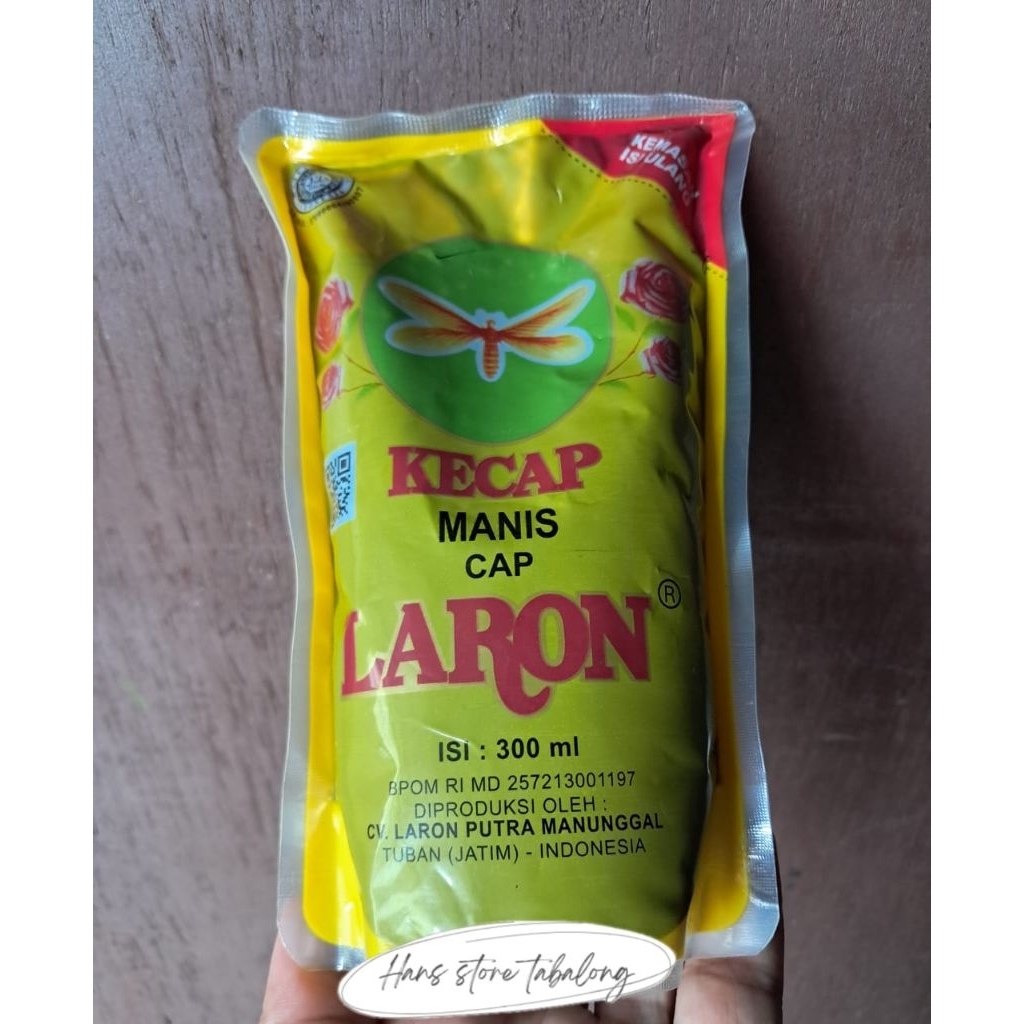 KEMASAN
ISI ULANG
KECAP
MANIS
CAP
LARON
®
ISI : 300 ml
BPOM RI MD 257213001197
DIPRODUKSI OLEH :
CV. LARON PUTRA MANUNGGAL
TUBAN (JATIM) - INDONESIA
Hans store tabalong